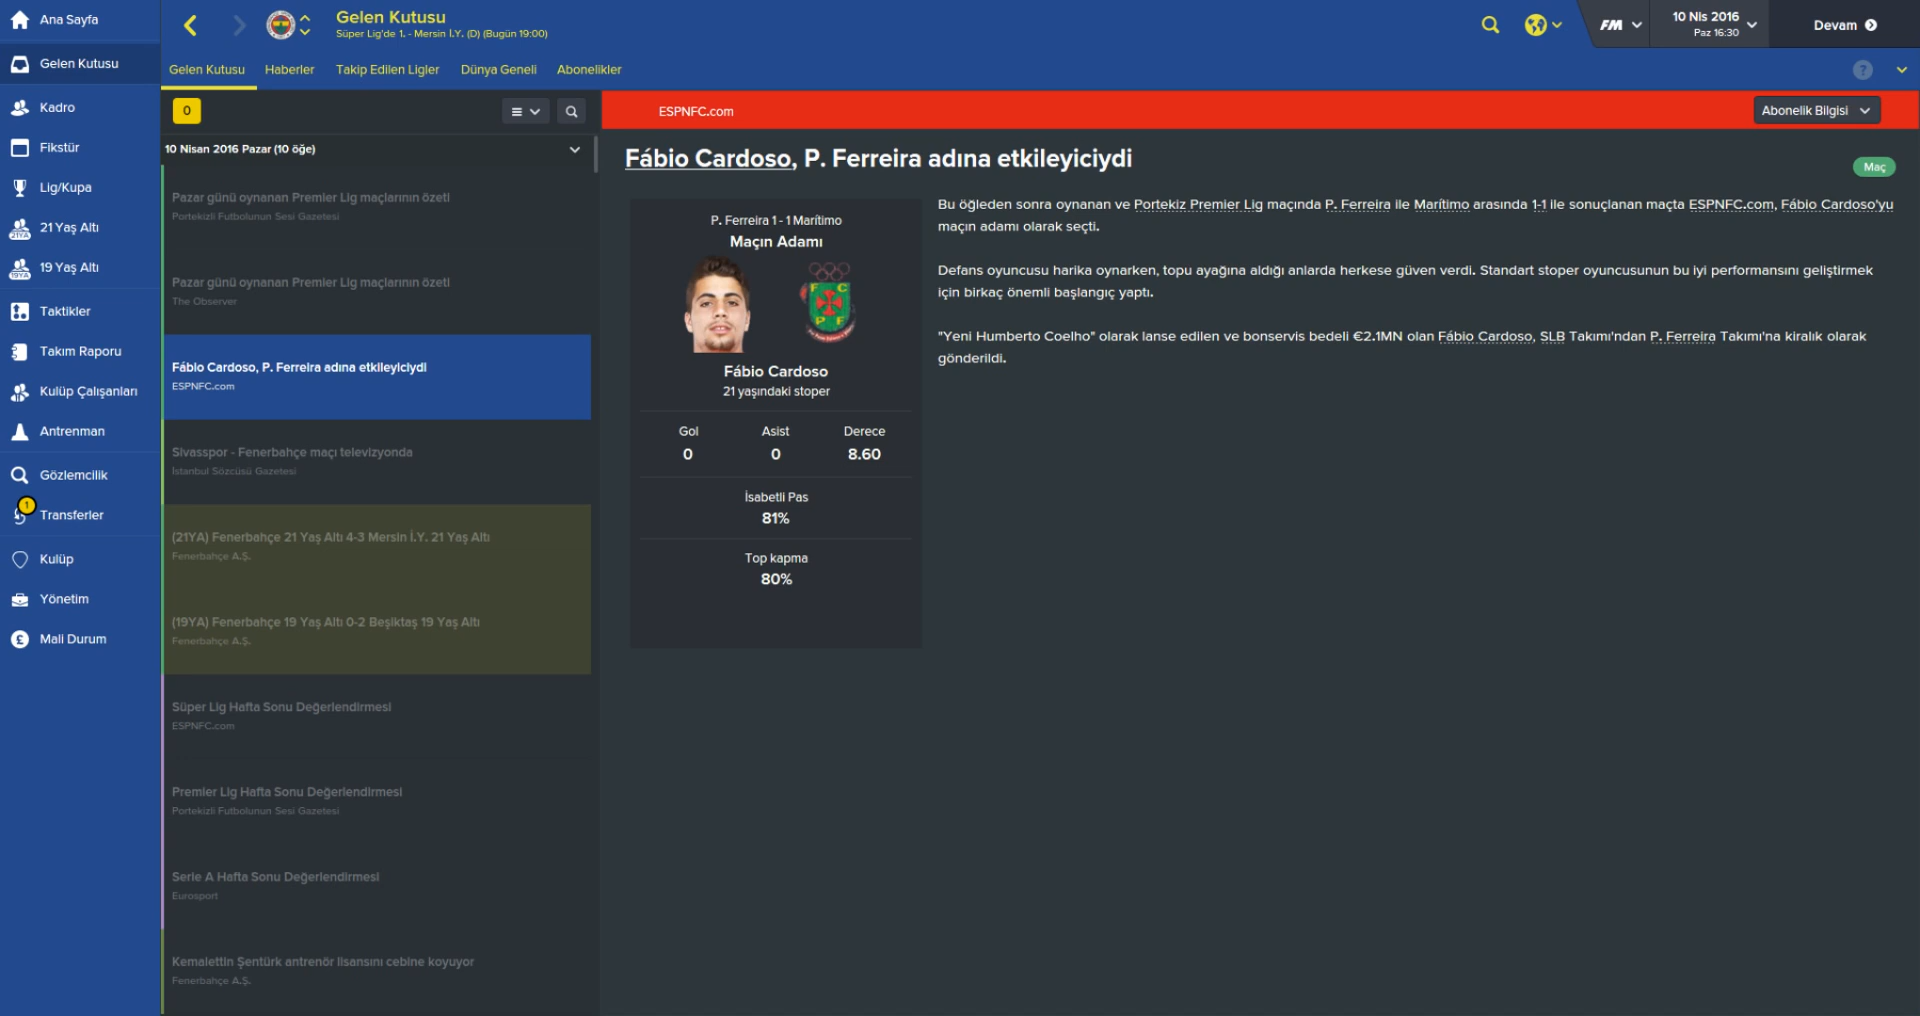 Ana Sayfa
Gelen Kutusu
Kadro
Fikstür
Lig/Kupa
21 Yaş Altı
19 Yaş Altı
Taktikler
Takım Raporu
Kulüp Çalışanları
Antrenman
Gözlemcilik
1
Transferler
Kulüp
Yönetim
Mali Durum
Gelen Kutusu
Süper Lig'de 1. - Mersin İ.Y. (D) (Bugün 19:00)
FM
10 Nis 2016
Paz 16:30
Devam
Gelen Kutusu Haberler Takip Edilen Ligler Dünya Geneli Abonelikler
?
0
10 Nisan 2016 Pazar (10 öğe)
Pazar günü oynanan Premier Lig maçlarının özeti
Portekizli Futbolunun Sesi Gazetesi
Pazar günü oynanan Premier Lig maçlarının özeti
The Observer
Fábio Cardoso, P. Ferreira adına etkileyiciydi
ESPNFC.com
Sivasspor - Fenerbahçe maçı televizyonda
İstanbul Sözcüsü Gazetesi
(21YA) Fenerbahçe 21 Yaş Altı 4-3 Mersin İ.Y. 21 Yaş Altı
Fenerbahçe A.Ş.
(19YA) Fenerbahçe 19 Yaş Altı 0-2 Beşiktaş 19 Yaş Altı
Fenerbahçe A.Ş.
Süper Lig Hafta Sonu Değerlendirmesi
ESPNFC.com
Premier Lig Hafta Sonu Değerlendirmesi
Portekizli Futbolunun Sesi Gazetesi
Serie A Hafta Sonu Değerlendirmesi
Eurosport
Kemalettin Şentürk antrenör lisansını cebine koyuyor
Fenerbahçe A.Ş.
ESPNFC.com
Abonelik Bilgisi
Fábio Cardoso, P. Ferreira adına etkileyiciydi
Maç
P. Ferreira 1 - 1 Marítimo
Maçın Adamı
F C
P F
Fábio Cardoso
21 yaşındaki stoper
Gol Asist Derece
0 0 8.60
İsabetli Pas
81%
Top kapma
80%
Bu öğleden sonra oynanan ve Portekiz Premier Lig maçında P. Ferreira ile Marítimo arasında 1-1 ile sonuçlanan maçta ESPNFC.com, Fábio Cardoso'yu
maçın adamı olarak seçti.
Defans oyuncusu harika oynarken, topu ayağına aldığı anlarda herkese güven verdi. Standart stoper oyuncusunun bu iyi performansını geliştirmek
için birkaç önemli başlangıç yaptı.
"Yeni Humberto Coelho" olarak lanse edilen ve bonservis bedeli €2.1MN olan Fábio Cardoso, SLB Takımı'ndan P. Ferreira Takımı'na kiralık olarak
gönderildi.